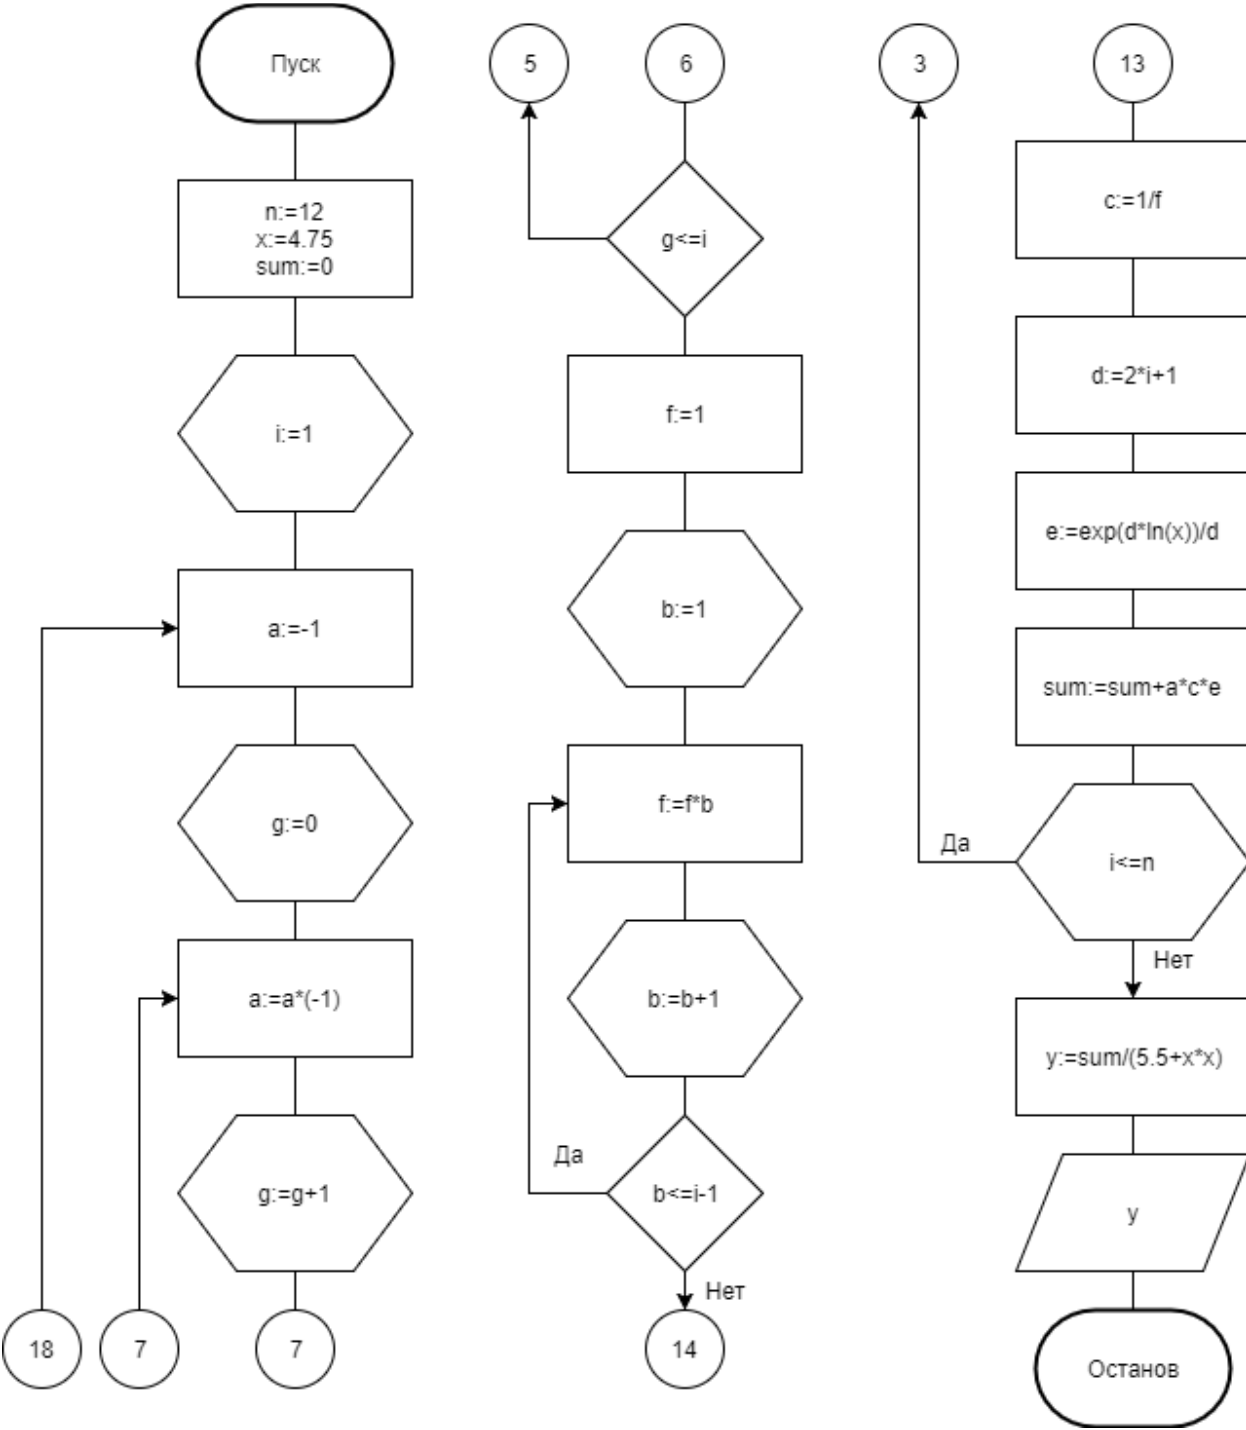 Пуск
n:=12
x:=4.75
sum:=0
i:=1
a:=-1
g:=0
a:=a*(-1)
g:=g+1
18
7
7
5
6
g<=i
f:=1
b:=1
f:=f*b
b:=b+1
Да
b<=i-1
Нет
14
3
13
c:=1/f
d:=2*i+1
e:=exp(d*ln(x))/d
sum:=sum+a*c*e
Да
i<=n
Нет
y:=sum/(5.5+x*x)
y
Останов